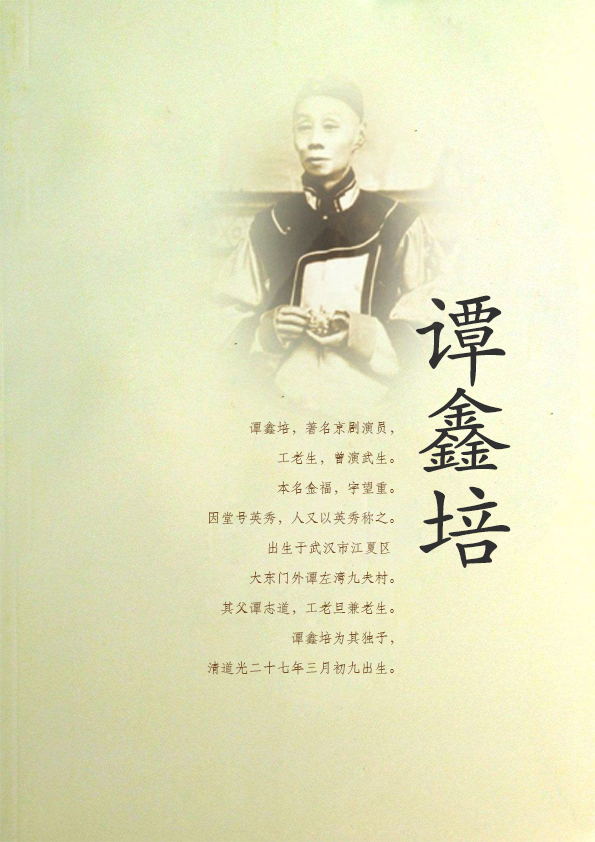 谭鑫培
谭鑫培，著名京剧演员，
工老生，曾演武生。
本名金福，字望重。
因堂号英秀，人又以英秀称之。
出生于武汉市江夏区
大东门外谭左湾九夫村。
其父谭志道，工老旦兼老生。
谭鑫培为其独子，
清道光二十七年三月初九出生。